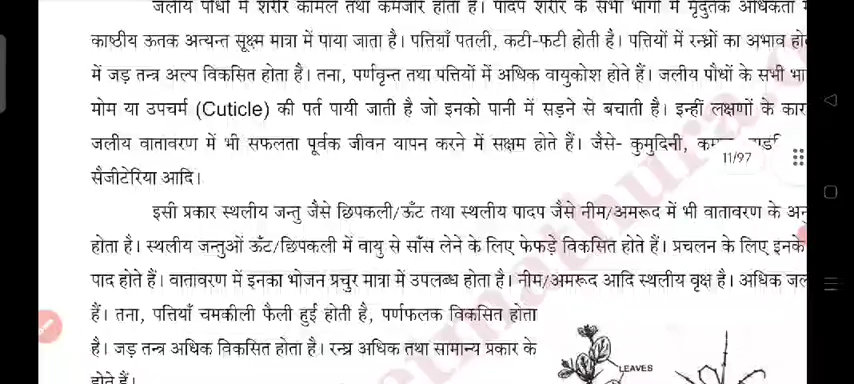 जलीय पौधों में शरीर कोमल तथा कमजोर होता है। पादप शरीर के सभी भागों में मृदुतक अधिकता
काष्ठीय ऊतक अत्यन्त सूक्ष्म मात्रा में पाया जाता है। पत्तियाँ पतली, कटी-फटी होती है। पत्तियों में रन्ध्रों का अभाव
में जड़ तन्त्र अल्प विकसित होता है। तना, पर्णवृन्त तथा पत्तियों में अधिक वायुकोश होते हैं। जलीय पौधों के सभी
मोम या उपचर्म (Cuticle) की पर्त पायी जाती है जो इनको पानी में सड़ने से बचाती है। इन्हीं लक्षणों के
जलीय वातावरण में भी सफलता पूर्वक जीवन यापन करने में सक्षम होते हैं। जैसे- कुमुदिनी,
11/97
सैजीटेरिया आदि।
इसी प्रकार स्थलीय जन्तु जैसे छिपकली/ऊँट तथा स्थलीय पादप जैसे नीम/अमरूद में भी वातावरण के
होता है। स्थलीय जन्तुओं ऊँट/छिपकली में वायु से साँस लेने के लिए फेफड़े विकसित होते हैं। प्रचलन के लिए इनके
पाद होते हैं। वातावरण में इनका भोजन प्रचुर मात्रा में उपलब्ध होता है। नीम/अमरूद आदि स्थलीय वृक्ष है। अधिक
हैं। तना, पत्तियाँ चमकीली फैली हुई होती है, पर्णफलक विकसित होता
है। जड़ तन्त्र अधिक विकसित होता है। रन्ध्र अधिक तथा सामान्य प्रकार के
होते हैं।
LEAVES